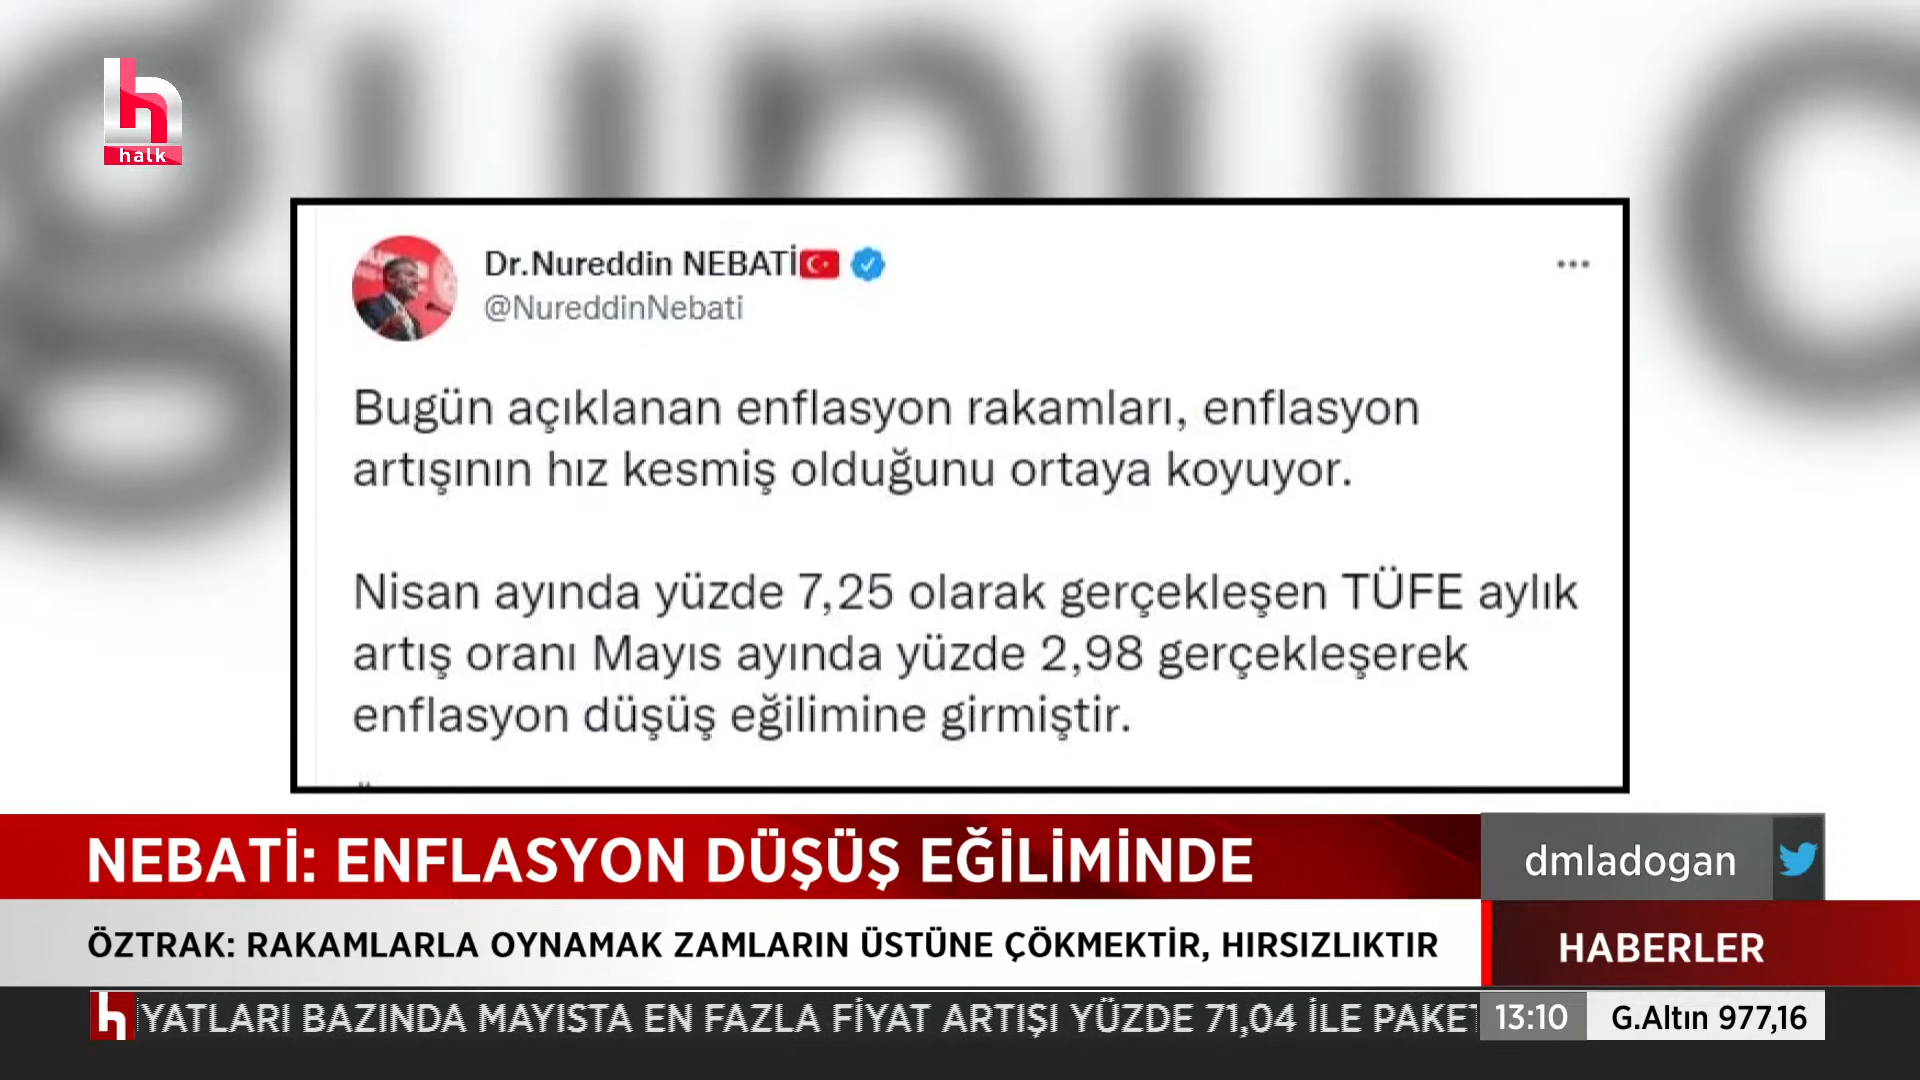 halk
Dr.Nureddin NEBATİ
@NureddinNebati
Bugün açıklanan enflasyon rakamları, enflasyon
artışının hız kesmiş olduğunu ortaya koyuyor.
Nisan ayında yüzde 7,25 olarak gerçekleşen TÜFE aylık
artış oranı Mayıs ayında yüzde 2,98 gerçekleşerek
enflasyon düşüş eğilimine girmiştir.
NEBATİ: ENFLASYON DÜŞÜŞ EĞİLİMİNDE
dmladogan
ÖZTRAK: RAKAMLARLA OYNAMAK ZAMLARIN ÜSTÜNE ÇÖKMEKTİR, HIRSIZLIKTIR
HABERLER
İYATLARI BAZINDA MAYISTA EN FAZLA FİYAT ARTIŞI YÜZDE 71,04 İLE PAKET
13:10
G.Altın 977,16